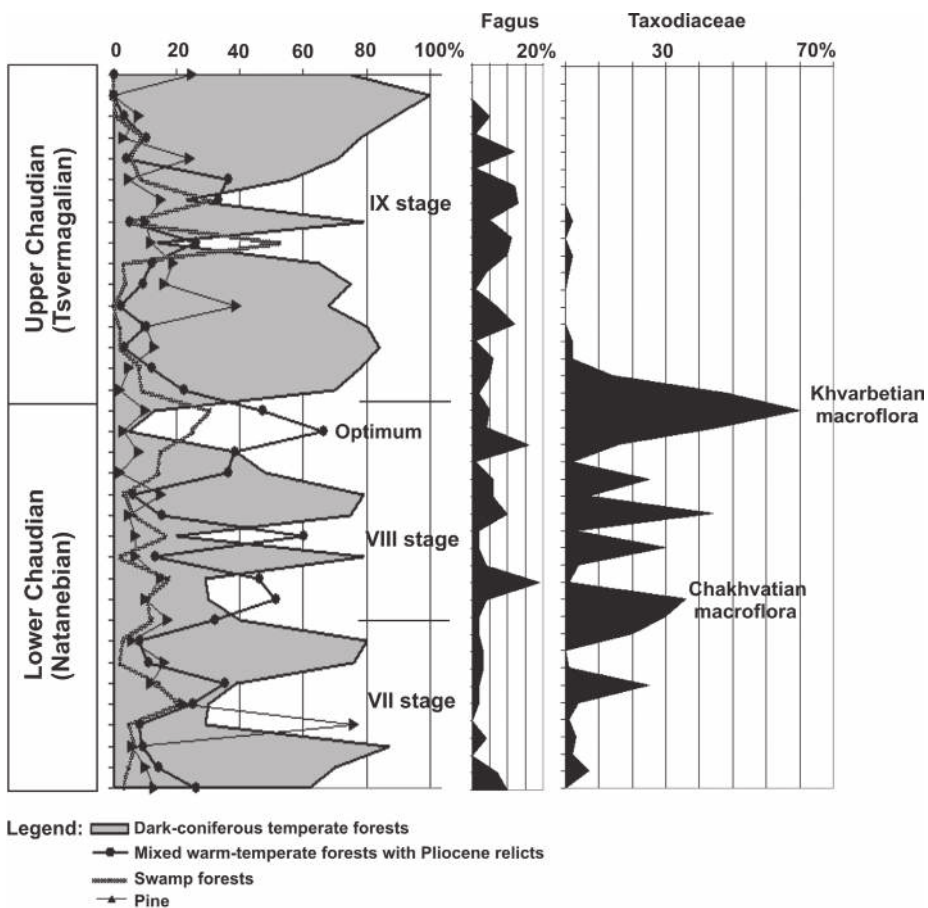 Fagus
Taxodiaceae
0 20 40 60 80 100%
20%
30 70%
Upper Chaudian
(Tsvermagalian)
Lower Chaudian
(Natanebian)
IX stage
Optimum
VIII stage
VII stage
Khvarbetian
macroflora
Chakhvatian
macroflora
Legend:
Dark-coniferous temperate forests
Mixed warm-temperate forests with Pliocene relicts
Swamp forests
Pine